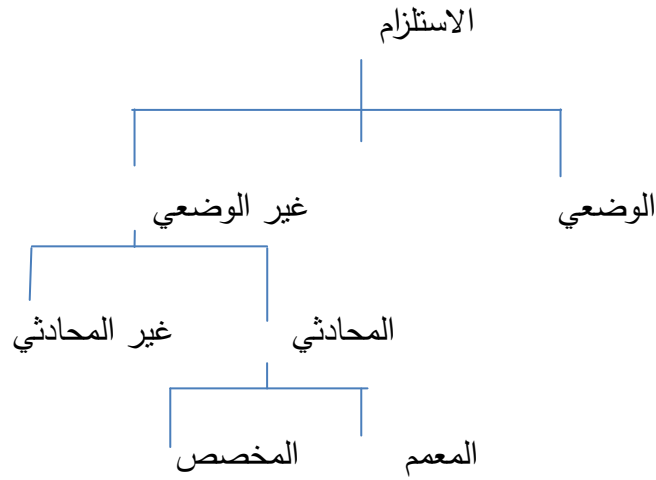 الاستلزام
الوضعي غير الوضعي
المحادثي غير المحادثي
المعمم المخصص